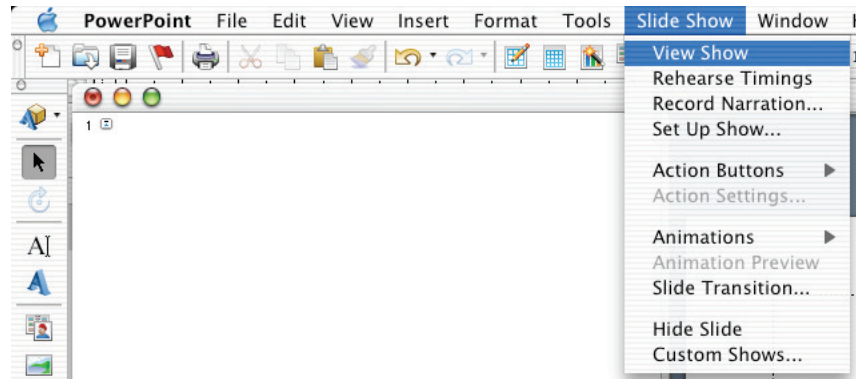 PowerPoint File Edit View Insert Format Tools Slide Show Window
View Show
Rehearse Timings
Record Narration...
Set Up Show...
Action Buttons
Action Settings...
Animations
Animation Preview
Slide Transition...
Hide Slide
Custom Shows...
1
AI
A